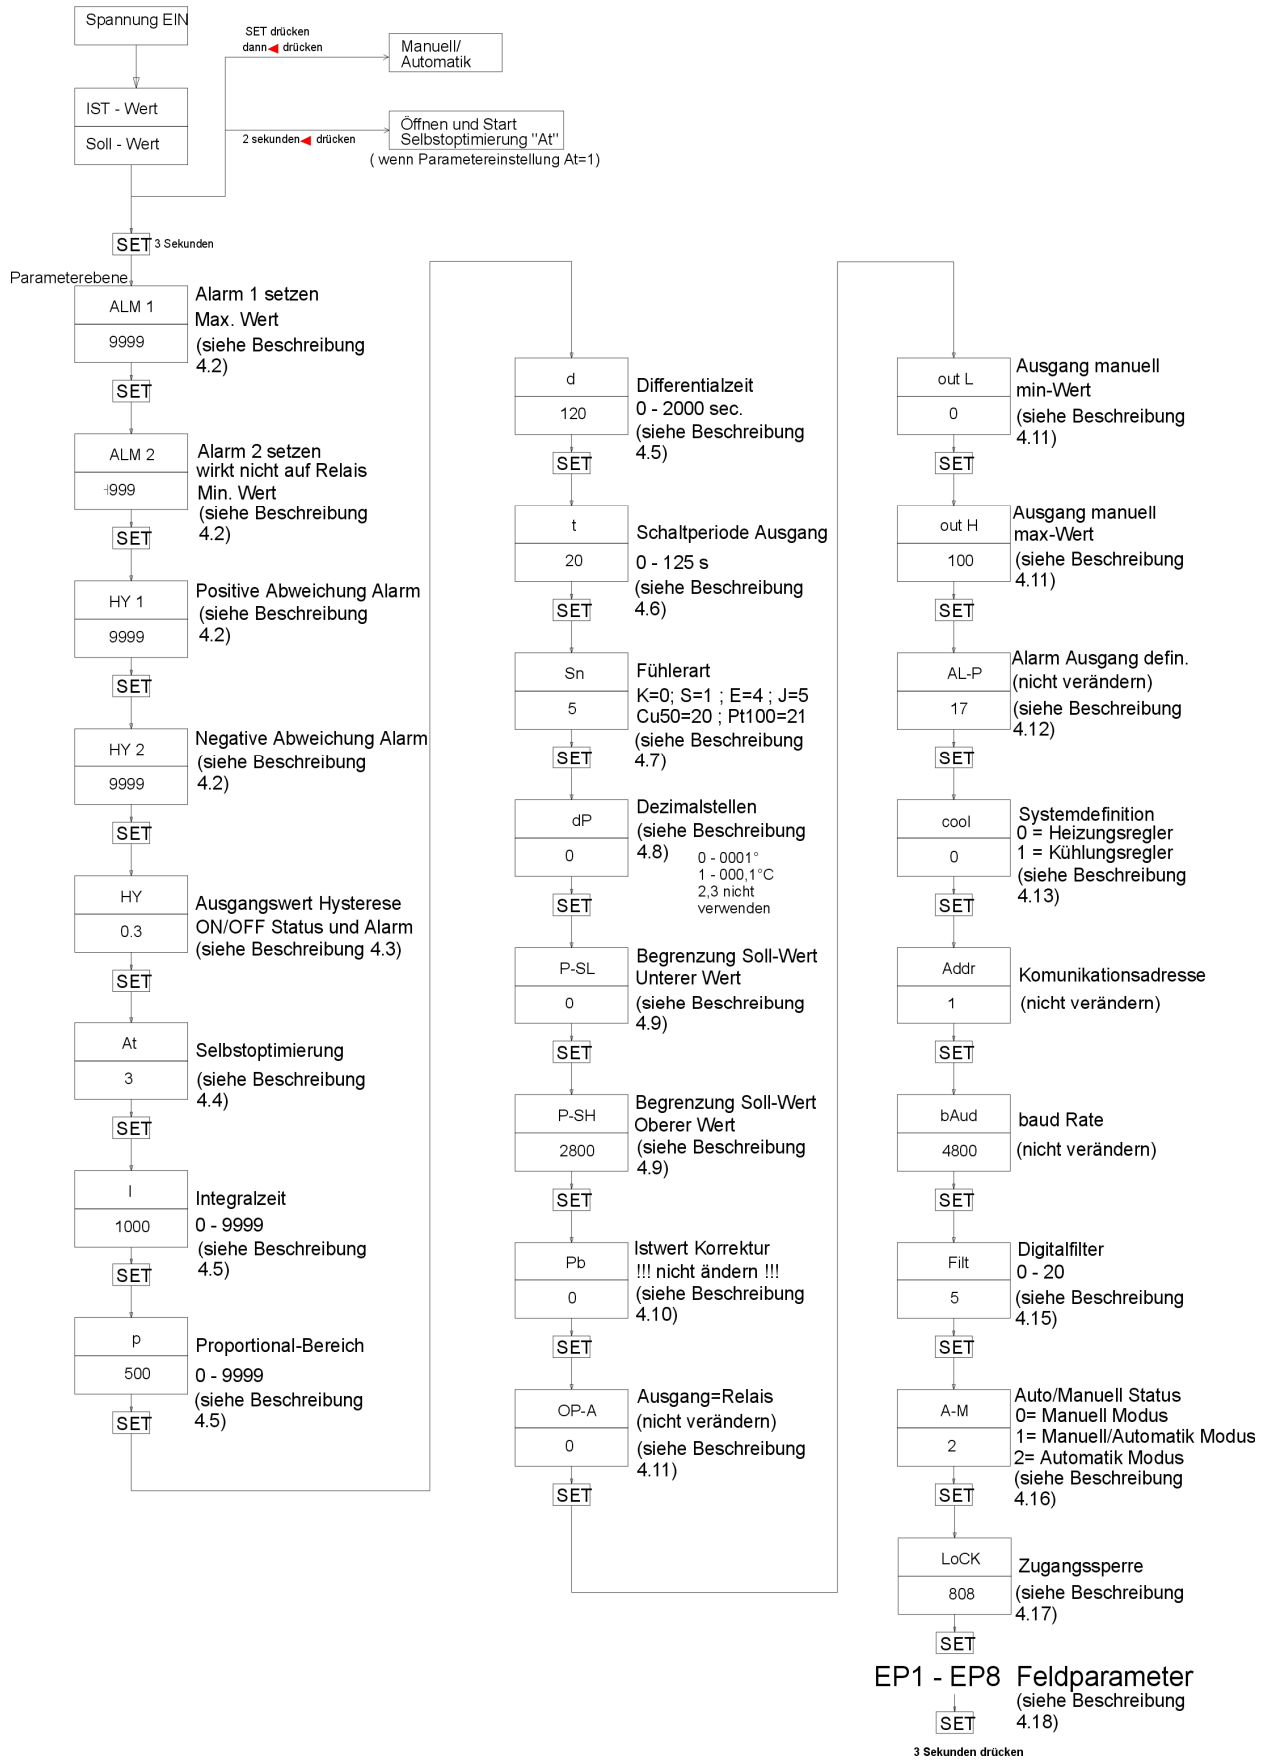 Spannung EIN
IST - Wert
Soll - Wert
SET drücken
dann drücken
Manuell/
Automatik
2 sekunden drücken
Öffnen und Start
Selbstoptimierung "At"
( wenn Parametereinstellung At=1)
SET 3 Sekunden
Parameterebene
ALM 1
9999
Alarm 1 setzen
Max. Wert
(siehe Beschreibung
4.2)
SET
ALM 2
Alarm 2 setzen
wirkt nicht auf Relais
Min. Wert
(siehe Beschreibung
4.2)
SET
HY 1
9999
Positive Abweichung Alarm
(siehe Beschreibung
4.2)
SET
HY 2
9999
Negative Abweichung Alarm
(siehe Beschreibung
4.2)
SET
HY
0.3
Ausgangswert Hysterese
ON/OFF Status und Alarm
(siehe Beschreibung 4.3)
SET
At
3
Selbstoptimierung
(siehe Beschreibung
4.4)
SET
I
1000
Integralzeit
0 - 9999
(siehe Beschreibung
4.5)
SET
p
500
Proportional-Bereich
0 - 9999
(siehe Beschreibung
4.5)
SET
d
120
Differentialzeit
0 - 2000 sec.
(siehe Beschreibung
4.5)
SET
t
20
Schaltperiode Ausgang
0 - 125 s
(siehe Beschreibung
4.6)
SET
Sn
5
Fühlerart
K=0; S=1 ; E=4 ; J=5
Cu50=20 ; Pt100=21
(siehe Beschreibung
4.7)
SET
dP
0
Dezimalstellen
(siehe Beschreibung
4.8)
0 - 0001°
1 - 000,1°C
2,3 nicht
verwenden
SET
P-SL
0
Begrenzung Soll-Wert
Unterer Wert
(siehe Beschreibung
4.9)
SET
P-SH
2800
Begrenzung Soll-Wert
Oberer Wert
(siehe Beschreibung
4.9)
SET
Pb
0
Istwert Korrektur
!!! nicht ändern !!!
(siehe Beschreibung
4.10)
SET
OP-A
0
Ausgang=Relais
(nicht verändern)
(siehe Beschreibung
4.11)
SET
out L
0
Ausgang manuell
min-Wert
(siehe Beschreibung
4.11)
SET
out H
100
Ausgang manuell
max-Wert
(siehe Beschreibung
4.11)
SET
AL-P
17
Alarm Ausgang defin.
(nicht verändern)
(siehe Beschreibung
4.12)
SET
cool
0
Systemdefinition
0 = Heizungsregler
1 = Kühlungsregler
(siehe Beschreibung
4.13)
SET
Addr
1
Komunikationsadresse
(nicht verändern)
SET
bAud
4800
baud Rate
(nicht verändern)
SET
Filt
5
Digitalfilter
0 - 20
(siehe Beschreibung
4.15)
SET
A-M
2
Auto/Manuell Status
0= Manuell Modus
1= Manuell/Automatik Modus
2= Automatik Modus
(siehe Beschreibung
4.16)
SET
LoCK
808
Zugangssperre
(siehe Beschreibung
4.17)
SET
EP1 - EP8 Feldparameter
(siehe Beschreibung
4.18)
SET
3 Sekunden drücken